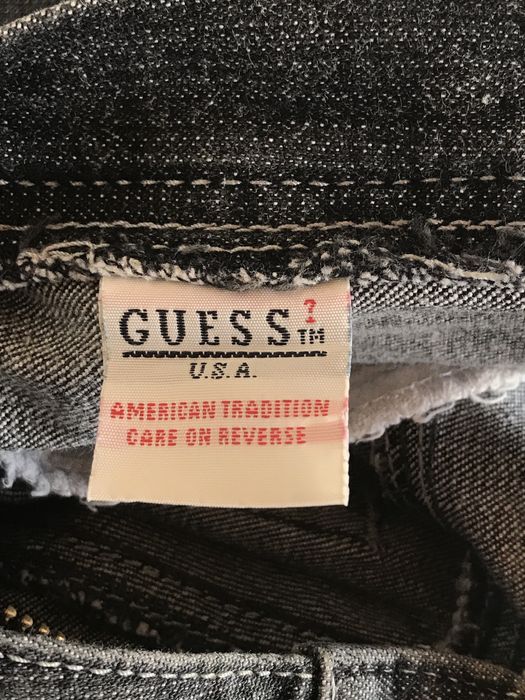 GUESS ?™
U.S.A.
AMERICAN TRADITION
CARE ON REVERSE